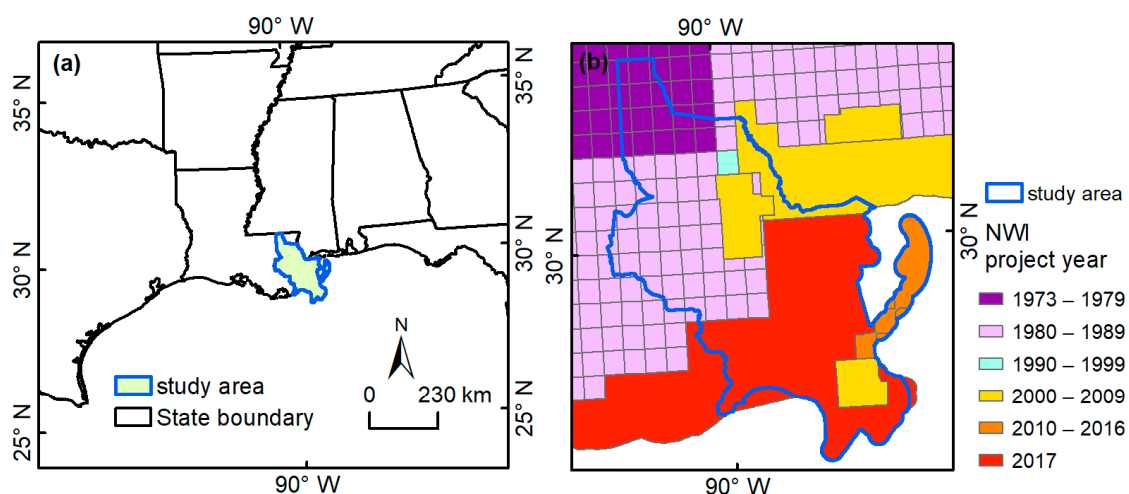 90° W
90° W
(a)
(b)
35° N
35° N
30° N
30° N
25° N
25° N
N
0 230 km
study area
State boundary
90° W
30° N
30° N
90° W
study area
NWI
project year
1973 – 1979
1980 – 1989
1990 – 1999
2000 – 2009
2010 – 2016
2017